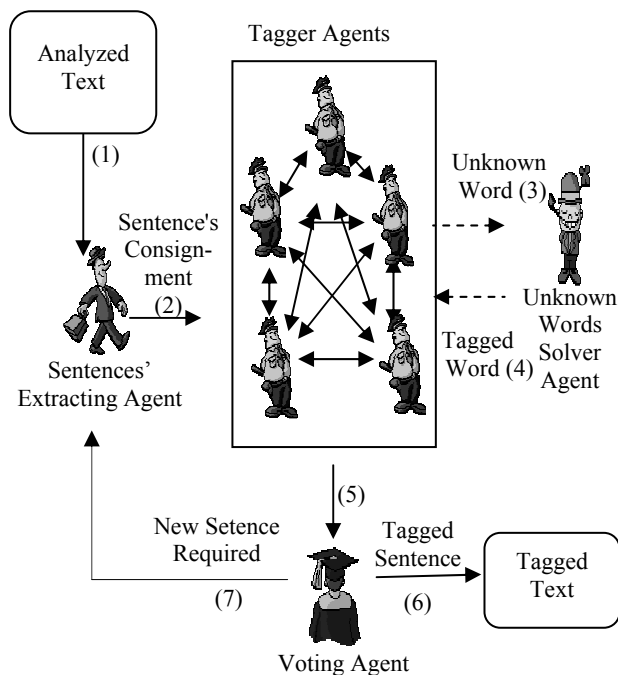 Analyzed
Text
Tagger Agents
(1)
Sentence's
Consign-
ment
(2)
Unknown
Word (3)
Sentences’
Extracting Agent
Tagged
Word (4)
Unknown
Words
Solver
Agent
(5)
New Setence
Required
(7)
Tagged
Sentence
(6)
Tagged
Text
Voting Agent